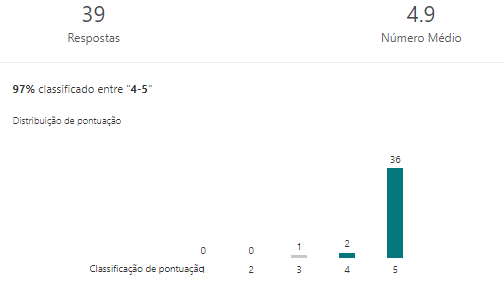 39 4.9
Respostas Número Médio
97% classificado entre "4-5"
Distribuição de pontuação
36
2
1
0 0
Classificação de pontuação 2 3 4 5